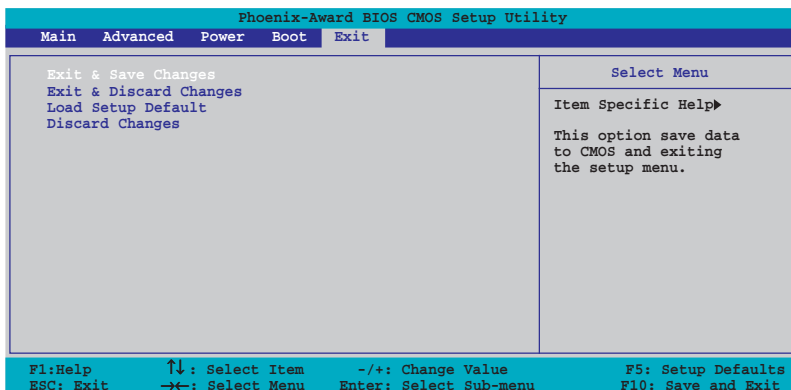 Phoenix-Award BIOS CMOS Setup Utility
Main Advanced Power Boot Exit
Exit & Save Changes
Exit & Discard Changes
Load Setup Default
Discard Changes
Select Menu
Item Specific Help▶
This option save data
to CMOS and exiting
the setup menu.
F1:Help ↑↓: Select Item -/+: Change Value F5: Setup Defaults
ESC: Exit →←: Select Menu Enter: Select Sub-menu F10: Save and Exit